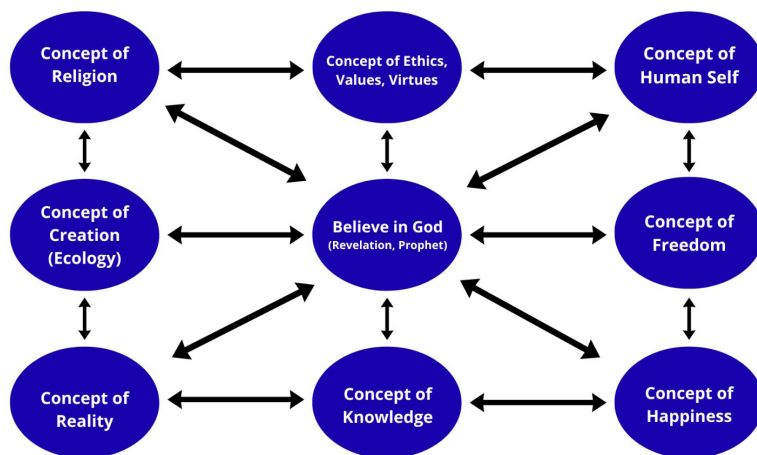 Concept of
Religion
Concept of Ethics,
Values, Virtues
Concept of
Human Self
Concept of
Creation
(Ecology)
Believe in God
(Revelation, Prophet)
Concept of
Freedom
Concept of
Reality
Concept of
Knowledge
Concept of
Happiness